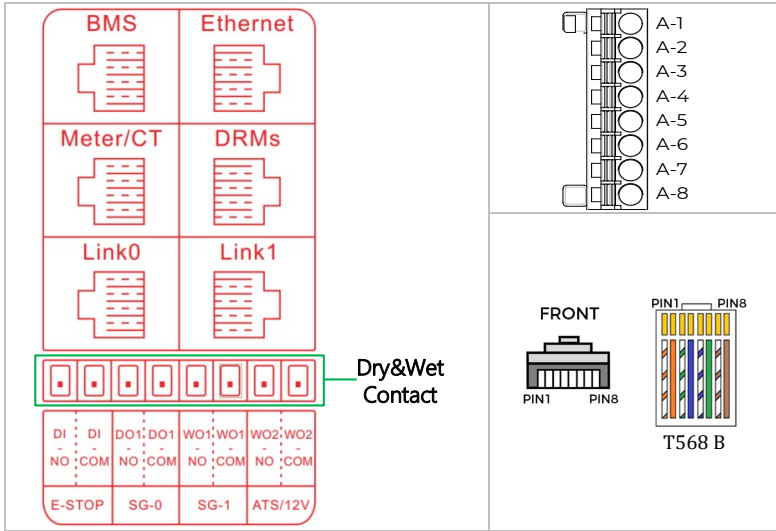 BMS Ethernet
Meter/CT DRMs
Link0 Link1
Dry&Wet
Contact
DI DI DO1 DO1 WO1 WO1 WO2 WO2
- - - - - - - -
NO COM NO COM NO COM NO COM
E-STOP SG-0 SG-1 ATS/12V
A-1
A-2
A-3
A-4
A-5
A-6
A-7
A-8
FRONT
PIN1 PIN8
PIN1 PIN8
T568 B